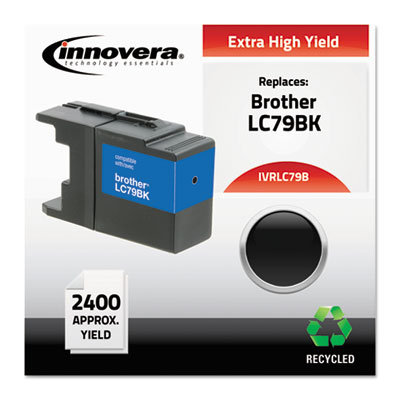 innovera®
technology essentials
Extra High Yield
Replaces:
Brother
LC79BK
IVRLC79B
compatible
with/avec
brother®
LC79BK
2400
APPROX.
YIELD
RECYCLED